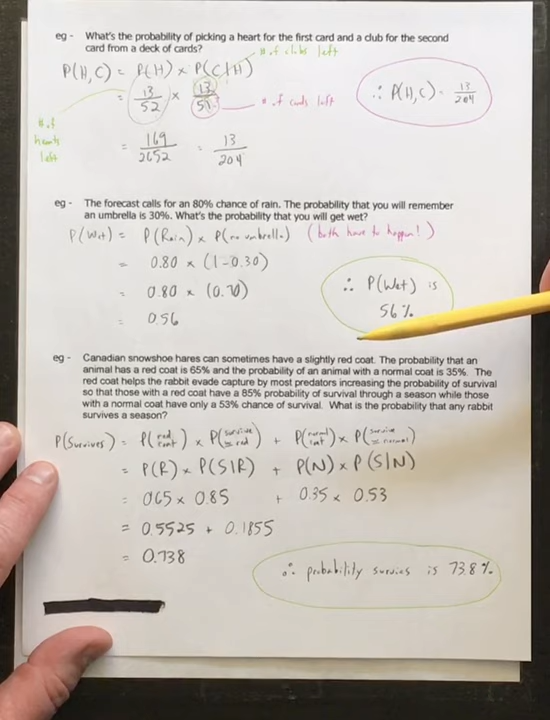 eg - What's the probability of picking a heart for the first card and a club for the second
card from a deck of cards?
# of clubs left
P(H,C) = P(H) × P(C|H)
= 13/52 × 13/51
# of cards left
# of
hearts
left
= 169/2652 = 13/204
∴ P(H,C) = 13/204
eg - The forecast calls for an 80% chance of rain. The probability that you will remember
an umbrella is 30%. What's the probability that you will get wet?
P(Wet) = P(Rain) × P(no umbrella) (both have to happen!)
= 0.80 × (1-0.30)
= 0.80 × (0.70)
= 0.56
∴ P(Wet) is
56%
eg - Canadian snowshoe hares can sometimes have a slightly red coat. The probability that an
animal has a red coat is 65% and the probability of an animal with a normal coat is 35%. The
red coat helps the rabbit evade capture by most predators increasing the probability of survival
so that those with a red coat have a 85% probability of survival through a season while those
with a normal coat have only a 53% chance of survival. What is the probability that any rabbit
survives a season?
P(Survives) = P(red coat) × P(survive = red) + P(normal coat) × P(survive = normal)
= P(R) × P(S|R) + P(N) × P(S|N)
= 0.65 × 0.85 + 0.35 × 0.53
= 0.5525 + 0.1855
= 0.738
∴ probability survies is 73.8%.